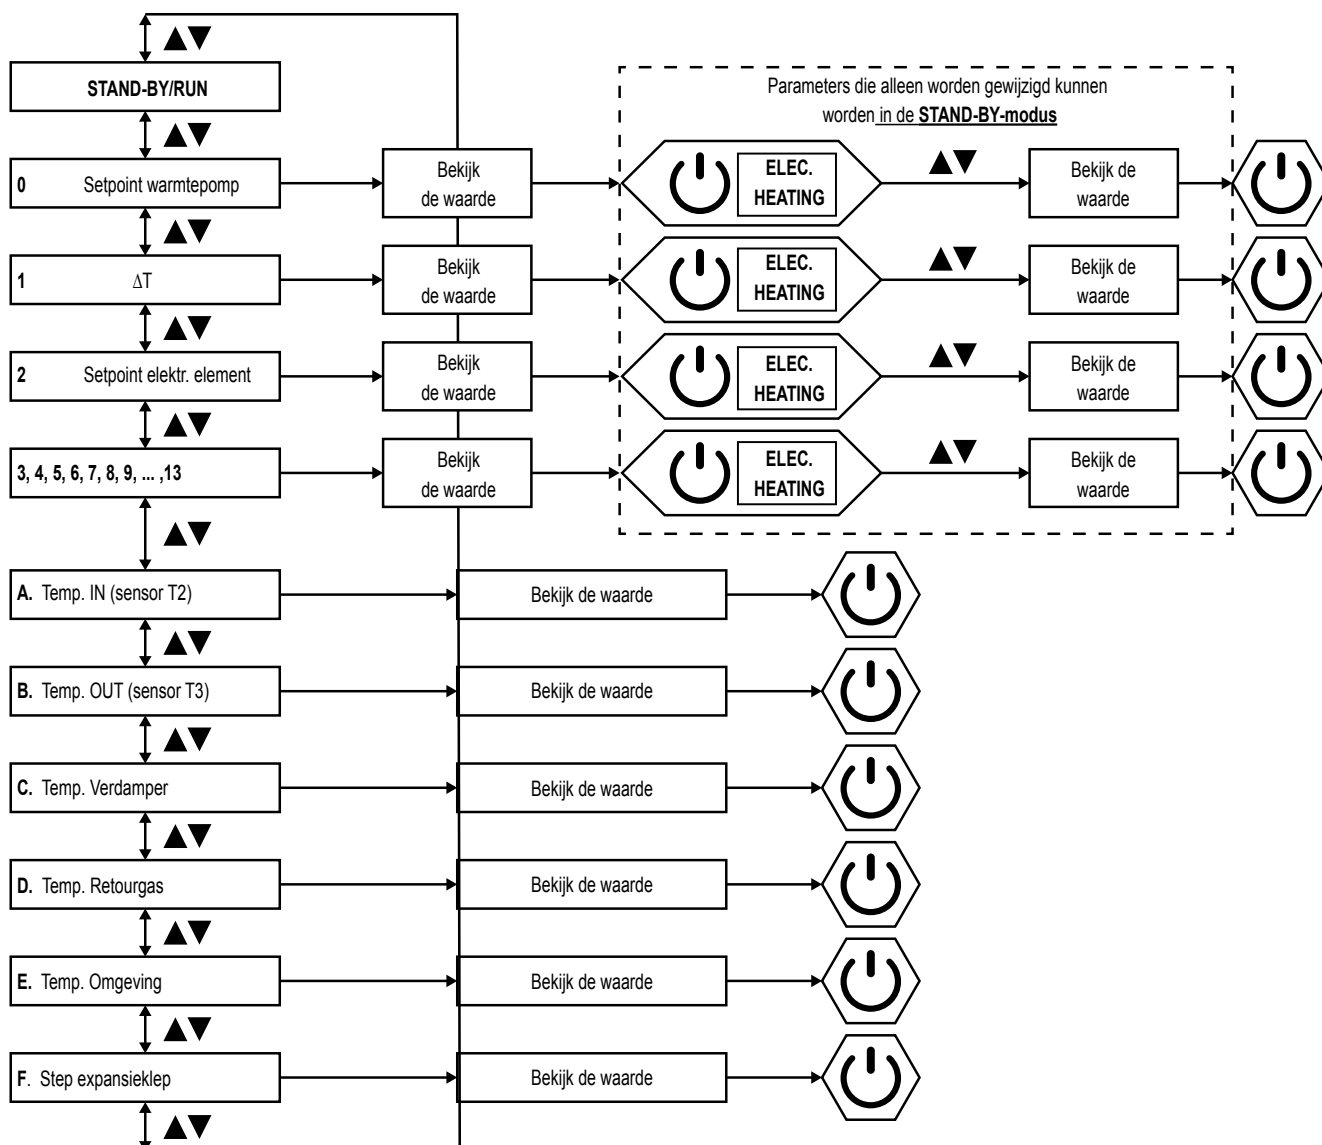 STAND-BY/RUN
Parameters die alleen worden gewijzigd kunnen
worden in de STAND-BY-modus
0 Setpoint warmtepomp
Bekijk
de waarde
ELEC.
HEATING
Bekijk de
waarde
1 ΔT
Bekijk
de waarde
ELEC.
HEATING
Bekijk de
waarde
2 Setpoint elektr. element
Bekijk
de waarde
ELEC.
HEATING
Bekijk de
waarde
3, 4, 5, 6, 7, 8, 9, ... ,13
Bekijk
de waarde
ELEC.
HEATING
Bekijk de
waarde
A. Temp. IN (sensor T2)
Bekijk de waarde
B. Temp. OUT (sensor T3)
Bekijk de waarde
C. Temp. Verdamper
Bekijk de waarde
D. Temp. Retourgas
Bekijk de waarde
E. Temp. Omgeving
Bekijk de waarde
F. Step expansieklep
Bekijk de waarde